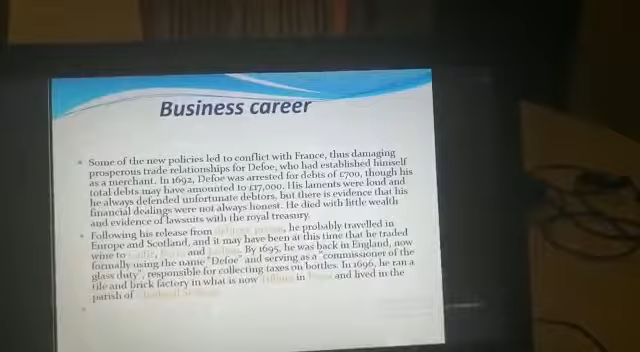 Business career
Some of the new policies led to conflict with France, thus damaging
prosperous trade relationships for Defoe, who had established himself
as a merchant. In 1692, Defoe was arrested for debts of £700, though his
total debts may have amounted to £17,000. His laments were loud and
he always defended unfortunate debtors, but there is evidence that his
financial dealings were not always honest. He died with little wealth
and evidence of lawsuits with the royal treasury.
Following his release from he probably travelled in
Europe and Scotland, and it may have been at this time that he traded
wine to and By 1695, he was back in England, now
formally using the name "Defoe" and serving as a "commissioner of the
glass duty", responsible for collecting taxes on bottles. In 1696, he ran a
tile and brick factory in what is now in and lived in the
parish of